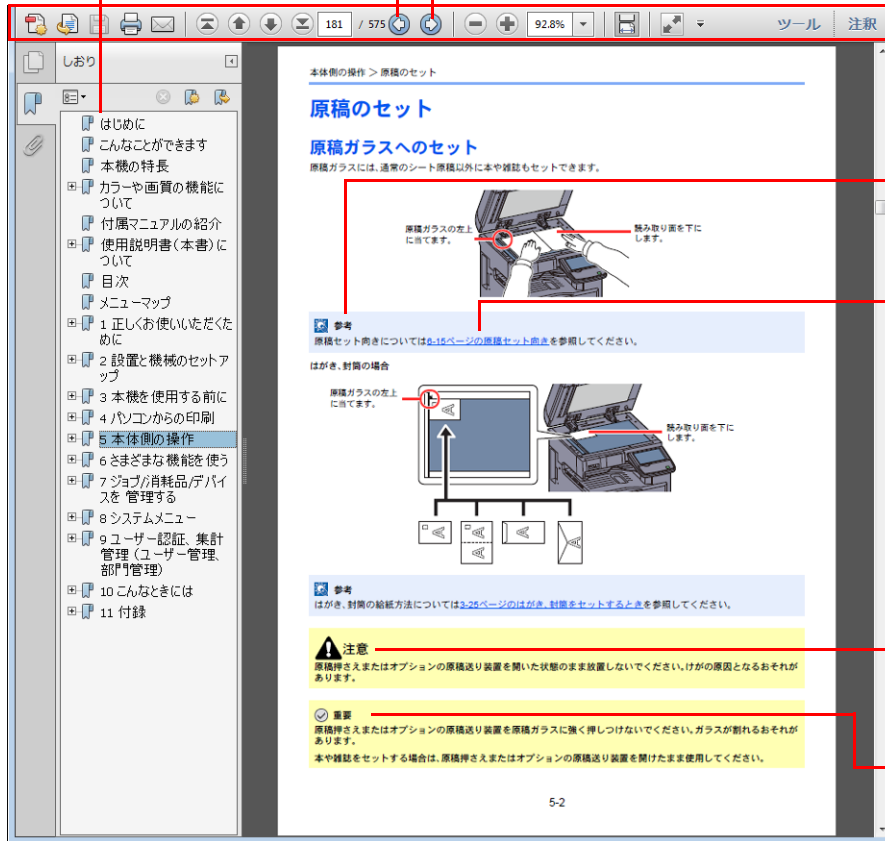 181 / 575 92.8% ツール 注釈
しおり
はじめに
こんなことができます
本機の特長
カラーや画質の機能に
ついて
付属マニュアルの紹介
使用説明書(本書)に
ついて
目次
メニューマップ
1 正しくお使いいただくた
めに
2 設置と機械のセットア
ップ
3 本機を使用する前に
4 パソコンからの印刷
5 本体側の操作
6 さまざまな機能を使う
7 ジョブ/消耗品/デバイ
スを 管理する
8 システムメニュー
9 ユーザー認証、集計
管理(ユーザー管理、
部門管理)
10 こんなときには
11 付録
本体側の操作 > 原稿のセット
原稿のセット
原稿ガラスへのセット
原稿ガラスには、通常のシート原稿以外に本や雑誌もセットできます。
原稿ガラスの左上
に当てます。
読み取り面を下に
します。
参考
原稿セット向きについては6-15ページの原稿セット向きを参照してください。
はがき、封筒の場合
原稿ガラスの左上
に当てます。
読み取り面を下に
します。
A
A A A A
A
参考
はがき、封筒の給紙方法については3-25ページのはがき、封筒をセットするときを参照してください。
注意
原稿押さえまたはオプションの原稿送り装置を開いた状態のまま放置しないでください。けがの原因となるおそれが
あります。
重要
原稿押さえまたはオプションの原稿送り装置を原稿ガラスに強く押しつけないでください。ガラスが割れるおそれが
あります。
本や雑誌をセットする場合は、原稿押さえまたはオプションの原稿送り装置を開けたまま使用してください。
5-2